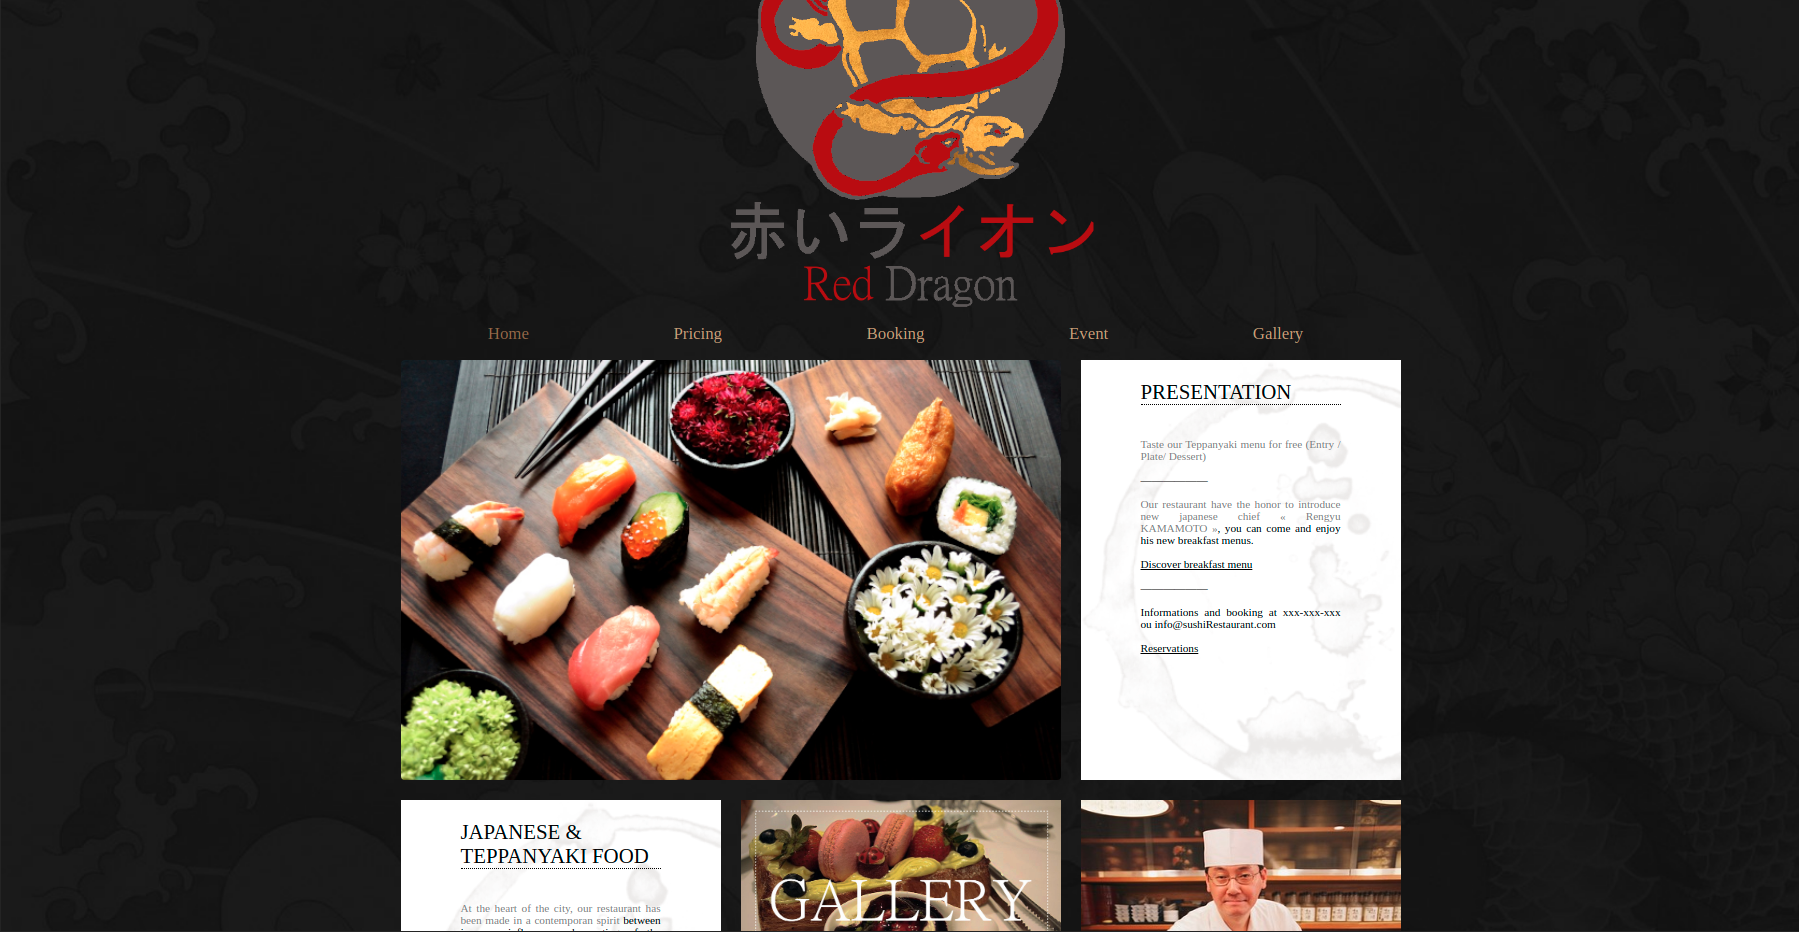 赤いライオン
Red Dragon
Home
Pricing
Booking
Event
Gallery
PRESENTATION
Taste our Teppanyaki menu for free (Entry /
Plate/ Dessert)
Our restaurant have the honor to introduce
new japanese chief « Rengyu
KAMAMOTO », you can come and enjoy
his new breakfast menus.
Discover breakfast menu
Informations and booking at xxx-xxx-xxx
ou info@sushiRestaurant.com
Reservations
JAPANESE &
TEPPANYAKI FOOD
At the heart of the city, our restaurant has
been made in a contemporan spirit between
GALLERY